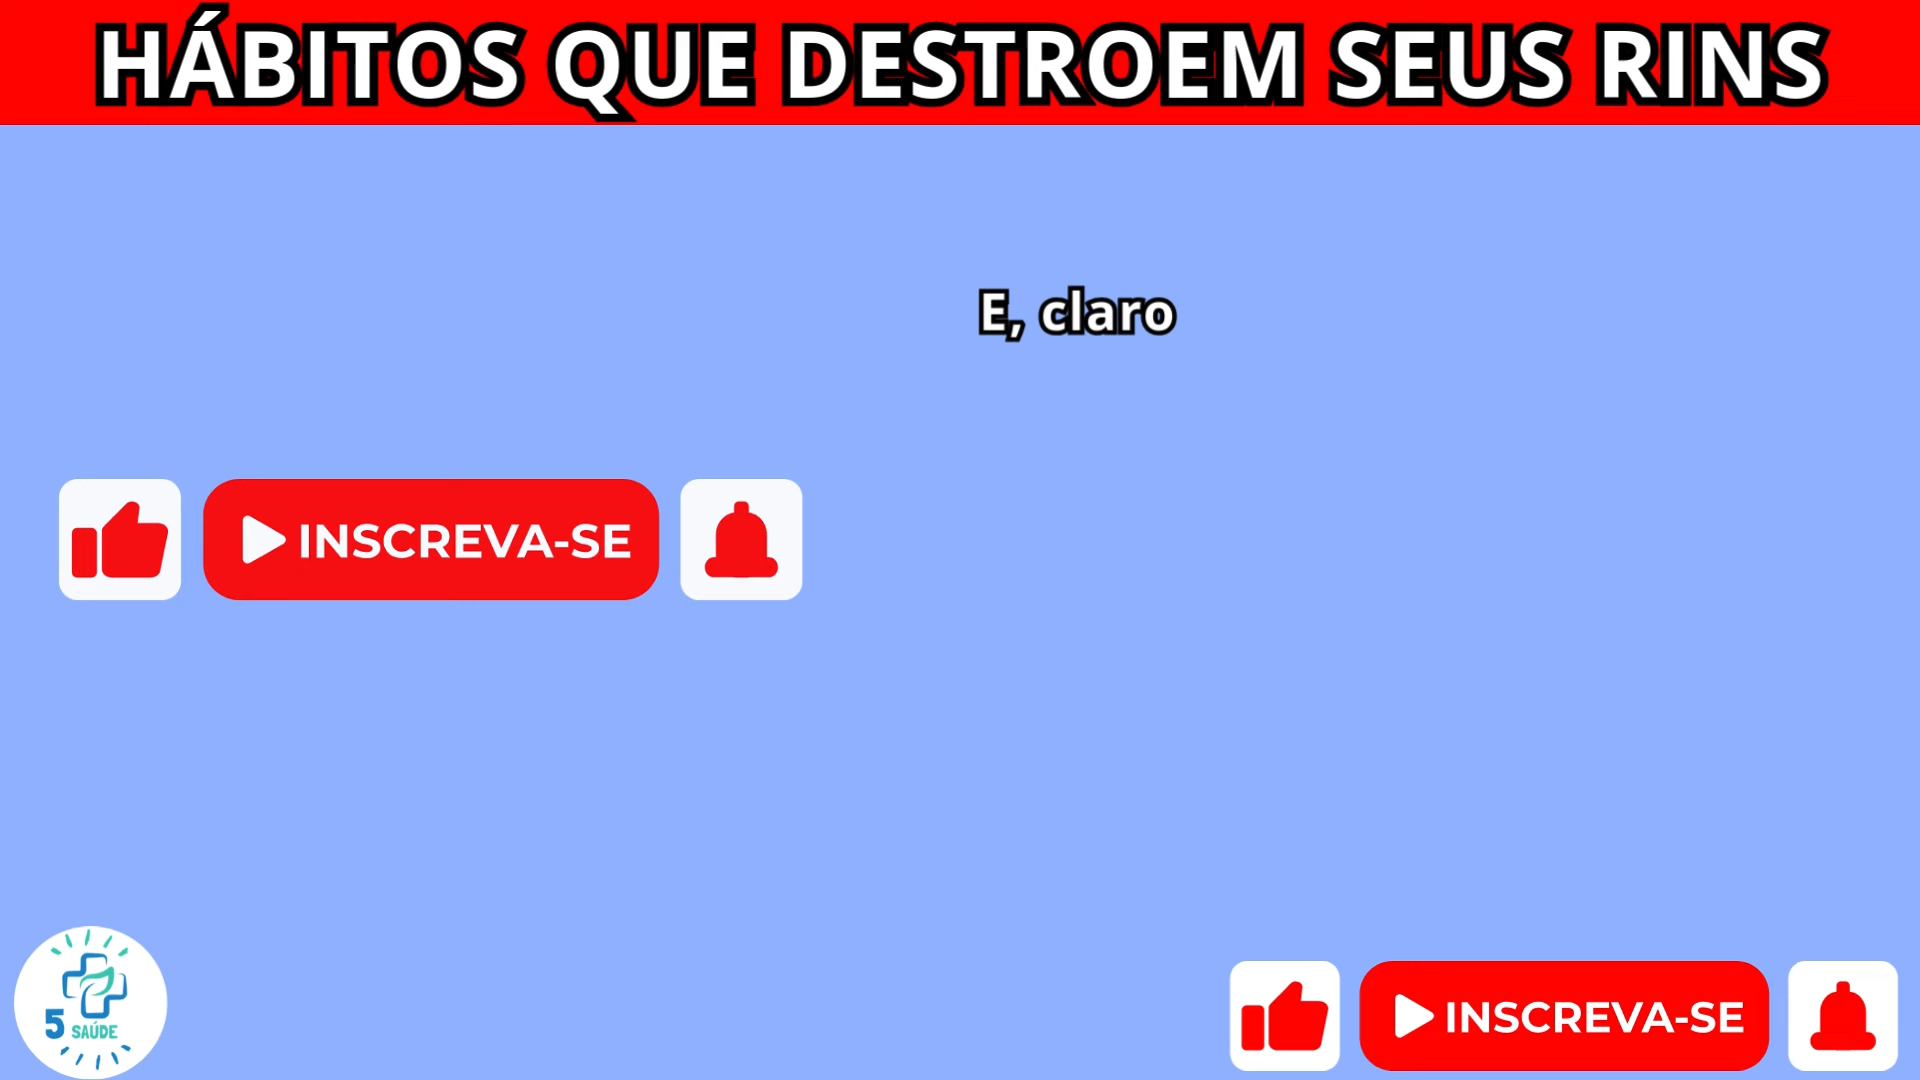 HÁBITOS QUE DESTROEM SEUS RINS
E, claro
INSCREVA-SE
5 SAÚDE
INSCREVA-SE